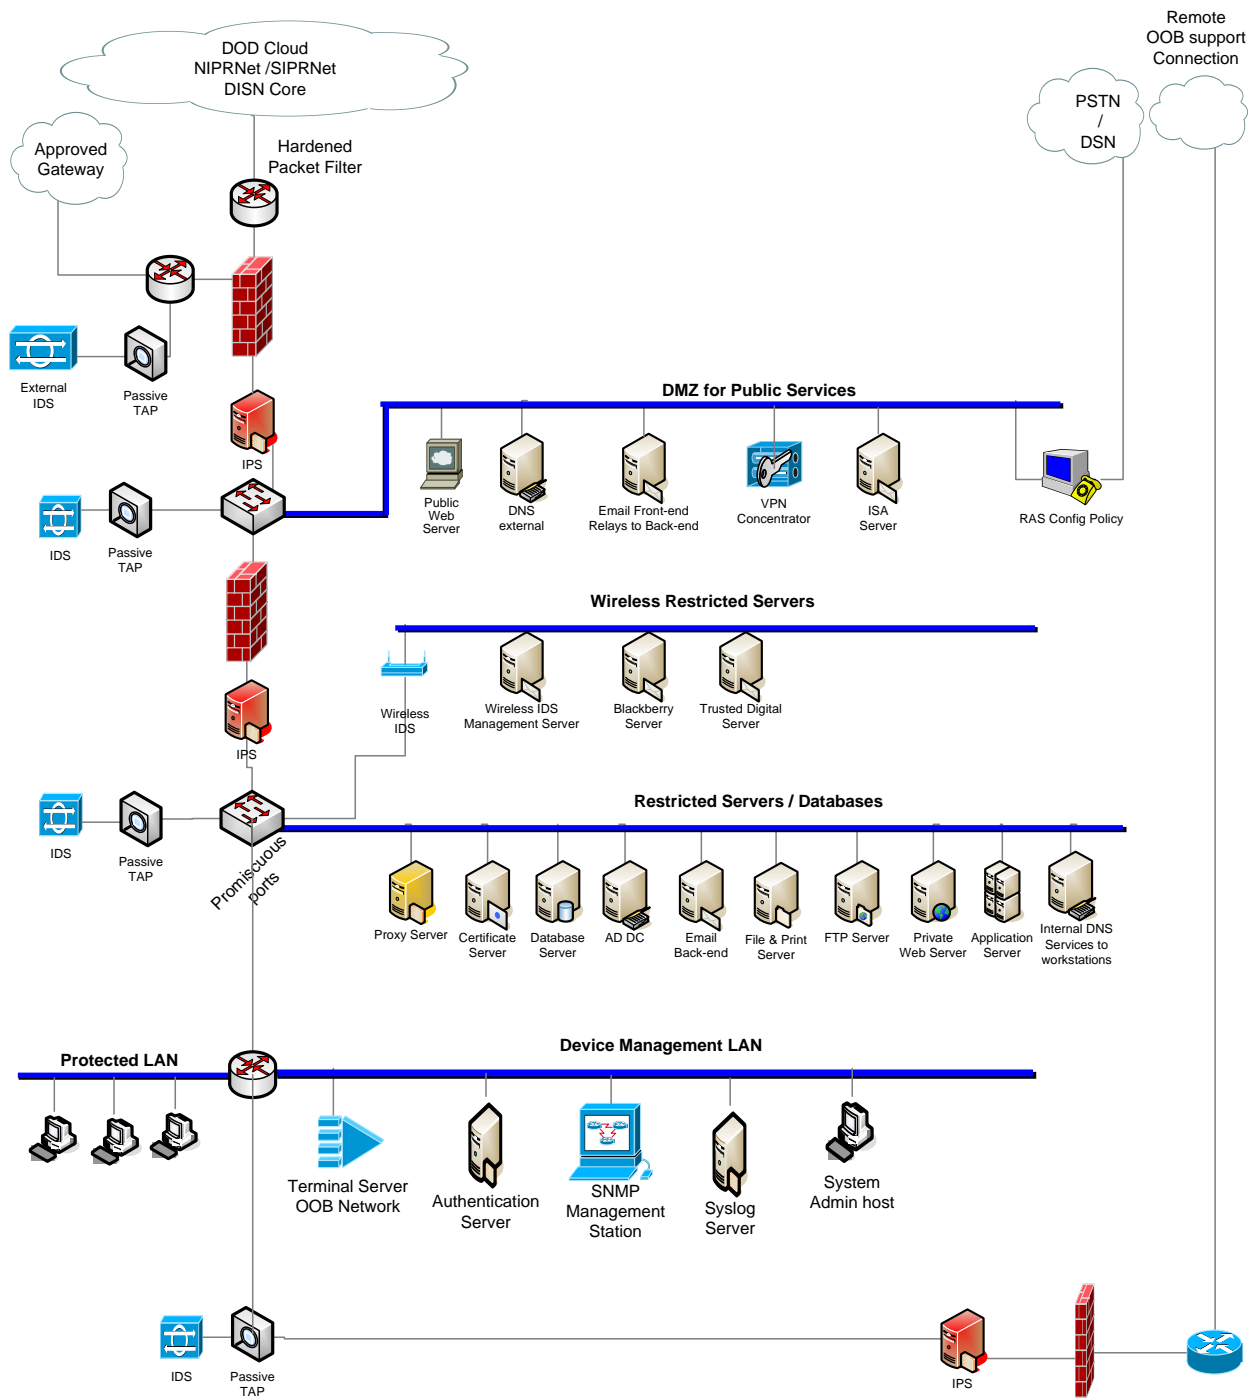 Remote
OOB support
Connection
DOD Cloud
NIPRNet /SIPRNet
DISN Core
PSTN
/
DSN
Approved
Gateway
Hardened
Packet Filter
External
IDS
Passive
TAP
DMZ for Public Services
IPS
Public
Web
Server
DNS
external
Email Front-end
Relays to Back-end
VPN
Concentrator
ISA
Server
RAS Config Policy
IDS
Passive
TAP
Wireless Restricted Servers
Wireless
IDS
Wireless IDS
Management Server
Blackberry
Server
Trusted Digital
Server
IPS
Restricted Servers / Databases
IDS
Passive
TAP
Promiscuous
ports
Proxy Server
Certificate
Server
Database
Server
AD DC
Email
Back-end
File & Print
Server
FTP Server
Private
Web Server
Application
Server
Internal DNS
Services to
workstations
Protected LAN
Device Management LAN
Terminal Server
OOB Network
Authentication
Server
SNMP
Management
Station
Syslog
Server
System
Admin host
IDS
Passive
TAP
IPS